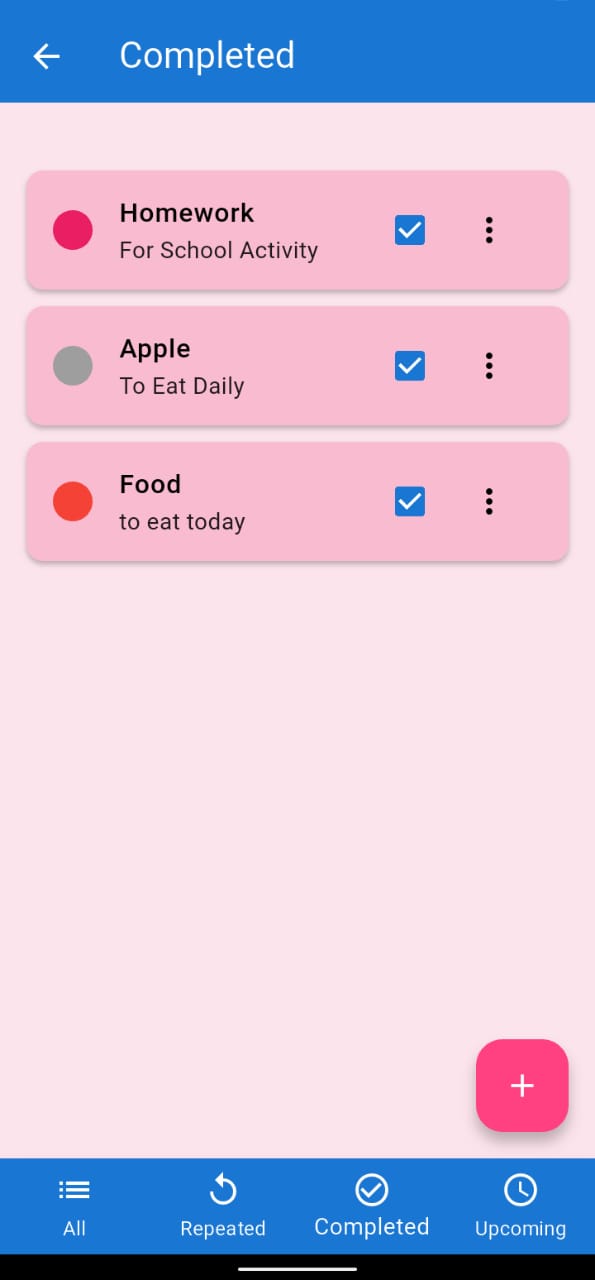 Completed
Homework
For School Activity
Apple
To Eat Daily
Food
to eat today
All
Repeated
Completed
Upcoming